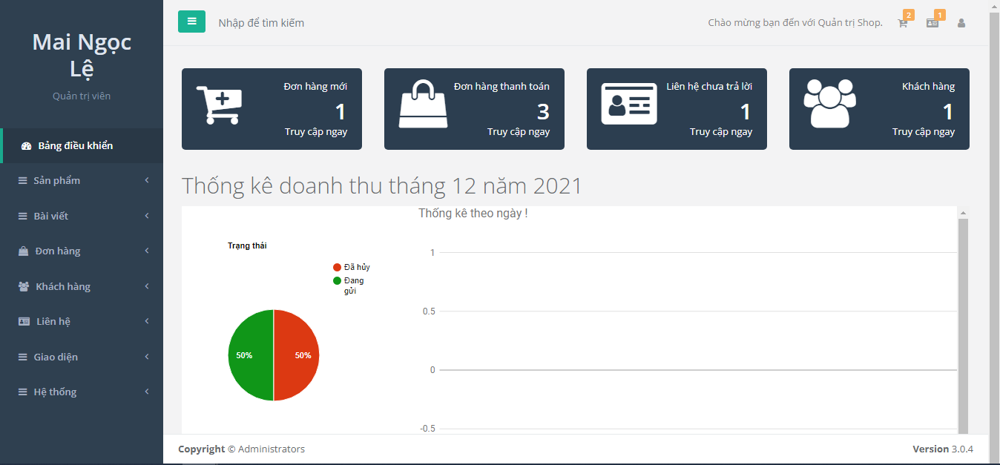 Mai Ngọc
Lệ
Quản trị viên
Bảng điều khiển
Sản phẩm
Bài viết
Đơn hàng
Khách hàng
Liên hệ
Giao diện
Hệ thống
Nhập để tìm kiếm
Chào mừng bạn đến với Quản trị Shop.
2
1
Đơn hàng mới
1
Truy cập ngay
Đơn hàng thanh toán
3
Truy cập ngay
Liên hệ chưa trả lời
1
Truy cập ngay
Khách hàng
1
Truy cập ngay
Thống kê doanh thu tháng 12 năm 2021
Trạng thái
Đã hủy
Đang
gửi
50%
50%
Thống kê theo ngày !
1
0.5
0
-0.5
Copyright © Administrators
Version 3.0.4